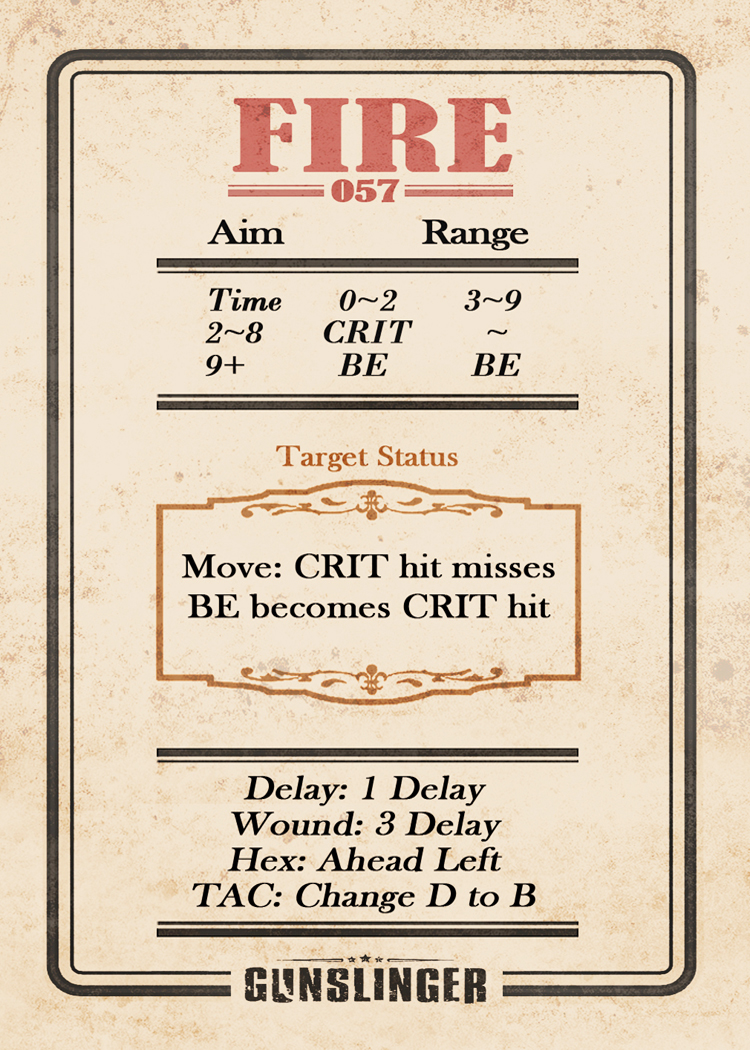 FIRE
057
Aim Range
Time 0~2 3~9
2~8 CRIT ~
9+ BE BE
Target Status
Move: CRIT hit misses
BE becomes CRIT hit
Delay: 1 Delay
Wound: 3 Delay
Hex: Ahead Left
TAC: Change D to B
GUNSLINGER